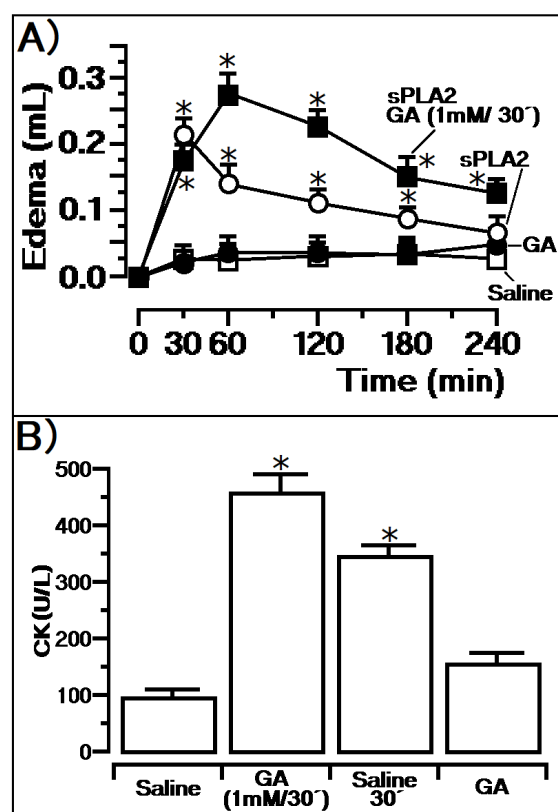 A)
Edema (mL)
0.3
0.2
0.1
0.0
*
*
*
*
*
*
*
*
*
sPLA2
GA (1mM/ 30´)
sPLA2
GA
Saline
0 30 60 120 180 240
Time (min)
B)
CK (U/L)
500
400
300
200
100
0
*
*
Saline
GA
(1mM/30´)
Saline
30´
GA